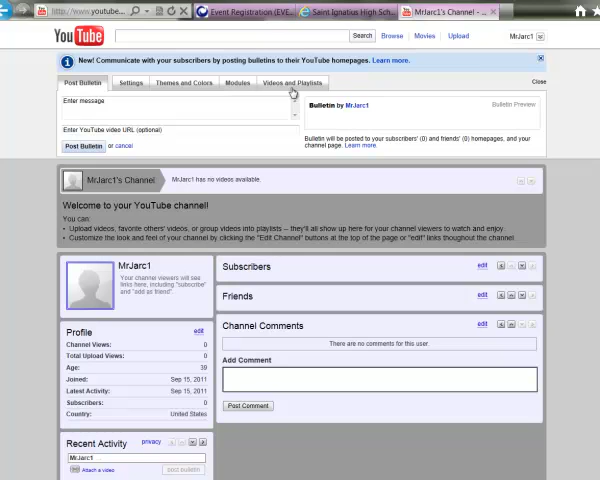 http://www.youtube....
Event Registration (EVE...
Saint Ignatius High Sch...
MrJarc1's Channel - ...
YouTube
Search
Browse
Movies
Upload
MrJarc1
New! Communicate with your subscribers by posting bulletins to their YouTube homepages. Learn more.
Post Bulletin
Settings
Themes and Colors
Modules
Videos and Playlists
Close
Enter message
Bulletin by MrJarc1
Bulletin Preview
Enter YouTube video URL (optional)
Bulletin will be posted to your subscribers' (0) and friends' (0) homepages, and your
channel page. Learn more.
Post Bulletin or cancel
MrJarc1's Channel
MrJarc1 has no videos available.
Welcome to your YouTube channel!
You can:
• Upload videos, favorite others' videos, or group videos into playlists -- they'll all show up here for your channel viewers to watch and enjoy.
• Customize the look and feel of your channel by clicking the "Edit Channel" buttons at the top of the page or "edit" links thoughout the channel
MrJarc1
Your channel viewers will see
links here, including "subscribe"
and "add as friend".
Profile
edit
Channel Views: 0
Total Upload Views: 0
Age: 39
Joined: Sep 15, 2011
Latest Activity: Sep 15, 2011
Subscribers: 0
Country: United States
Recent Activity
privacy
MrJarc1
Attach a video
post bulletin
Subscribers
edit
Friends
edit
Channel Comments
edit
There are no comments for this user.
Add Comment
Post Comment